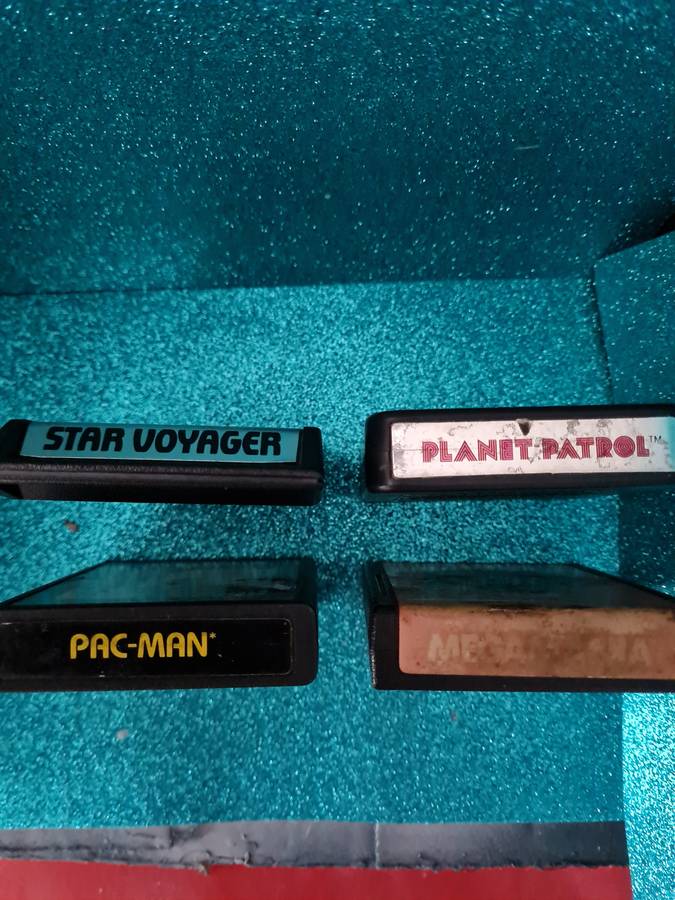 STAR VOYAGER
PLANET PATROL™
PAC-MAN*